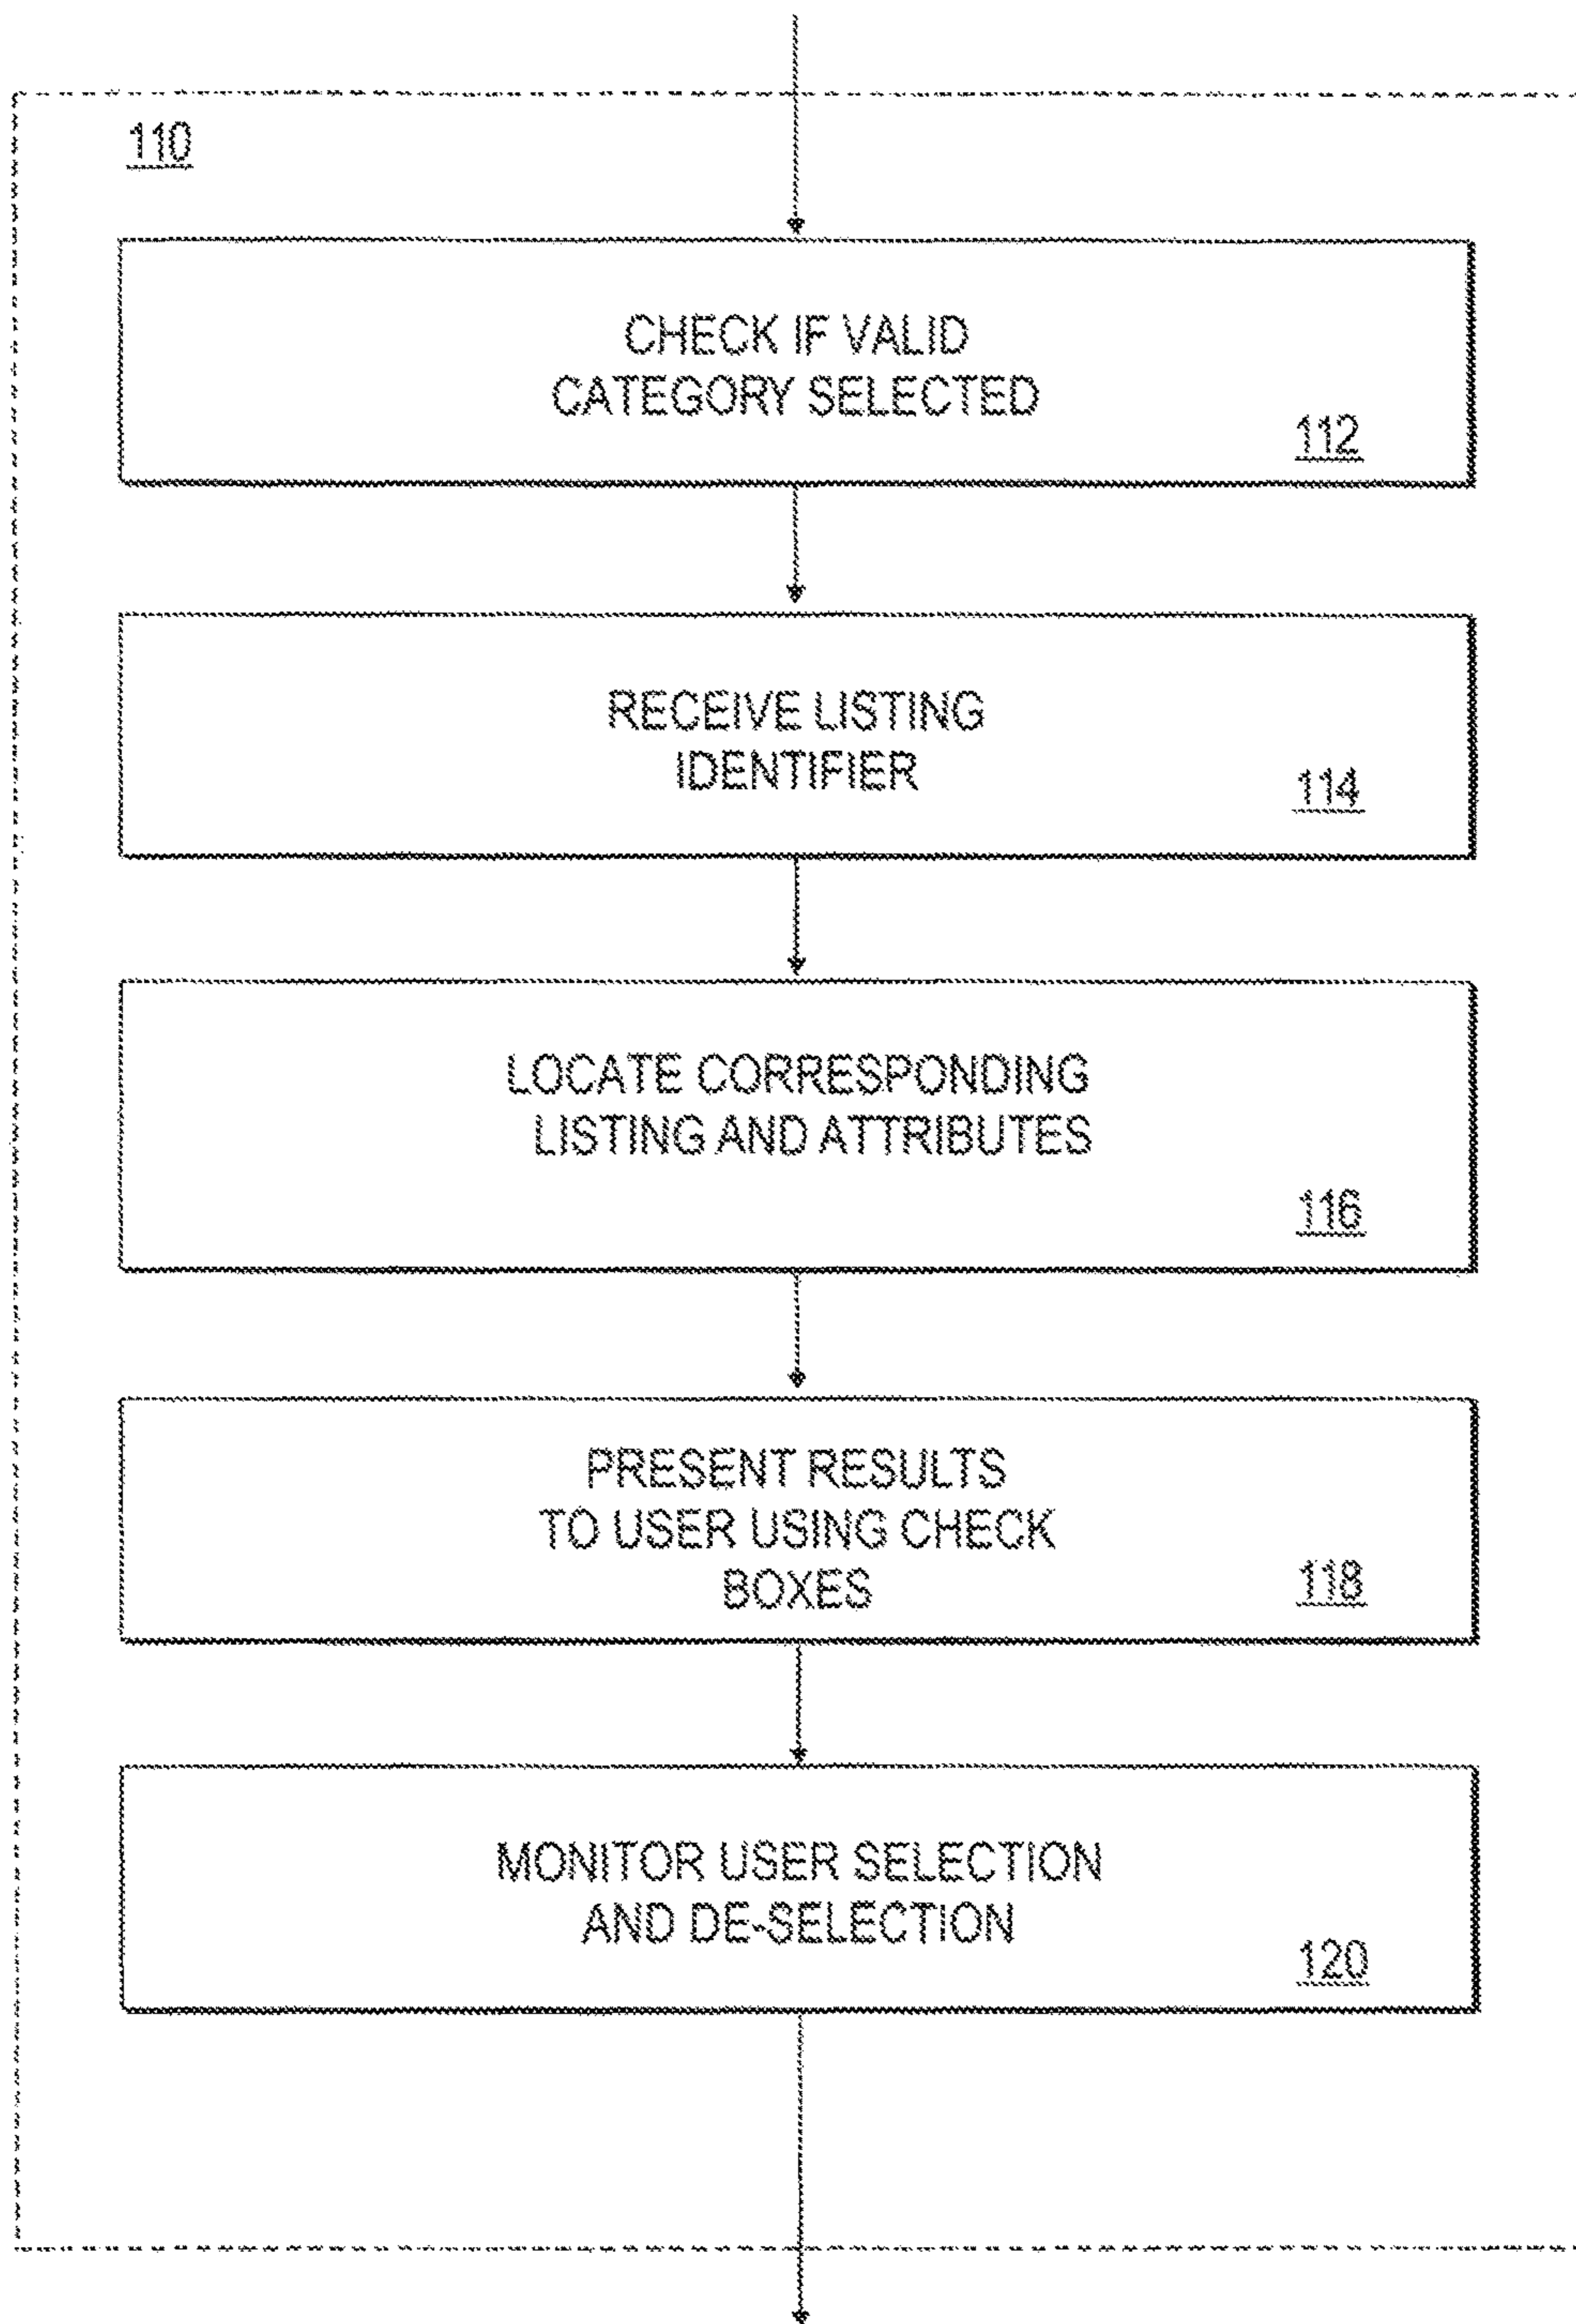 110
CHECK IF VALID
CATEGORY SELECTED
112
RECEIVE LISTING
IDENTIFIER
114
LOCATE CORRESPONDING
LISTING AND ATTRIBUTES
116
PRESENT RESULTS
TO USER USING CHECK
BOXES
118
MONITOR USER SELECTION
AND DE-SELECTION
120